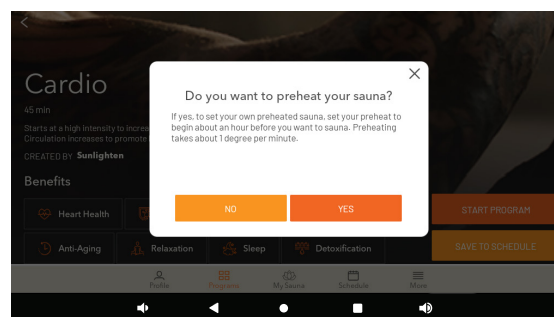 Do you want to preheat your sauna?
If yes, to set your own preheated sauna, set your preheat to
begin about an hour before you want to sauna. Preheating
takes about 1 degree per minute.
NO
YES
Cardio
45 min
Starts at a high intensity to increa
Circulation increases to promote
CREATED BY Sunlighten
Benefits
Heart Health
START PROGRAM
Anti-Aging
Relaxation
Sleep
Detoxification
SAVE TO SCHEDULE
Profile
Programs
My Sauna
Schedule
More